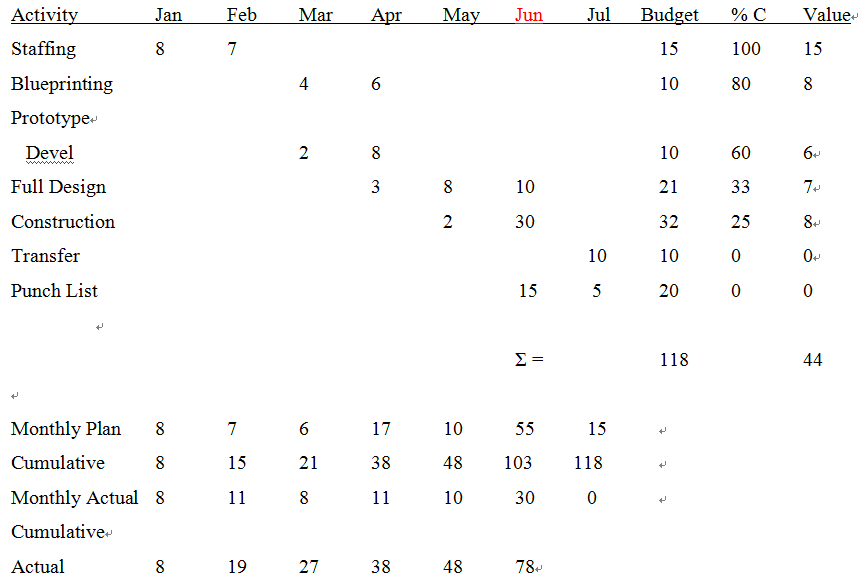 Activity Jan Feb Mar Apr May Jun Jul Budget % C Value
Staffing 8 7 15 100 15
Blueprinting 4 6 10 80 8
Prototype
Devel 2 8 10 60 6
Full Design 3 8 10 21 33 7
Construction 2 30 32 25 8
Transfer 10 10 0 0
Punch List 15 5 20 0 0
Σ = 118 44
Monthly Plan 8 7 6 17 10 55 15
Cumulative 8 15 21 38 48 103 118
Monthly Actual 8 11 8 11 10 30 0
Cumulative
Actual 8 19 27 38 48 78